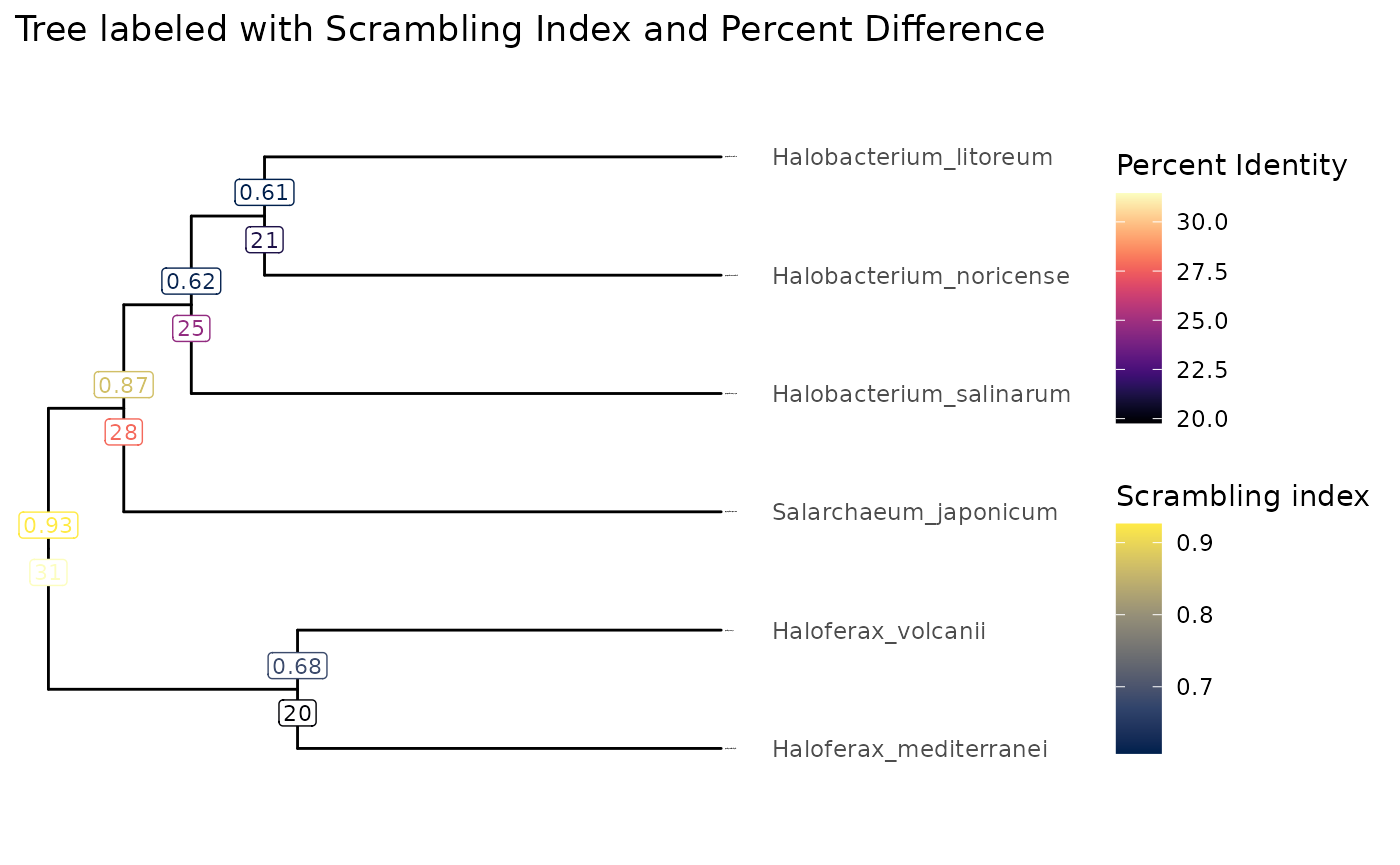 Tree labeled with Scrambling Index and Percent Difference
Halobacterium_litoreum
0.61
21
Halobacterium_noricense
0.62
25
Halobacterium_salinarum
0.87
28
Salarchaeum_japonicum
0.93
31
Haloferax_volcanii
0.68
20
Haloferax_mediterranei
Percent Identity
30.0
27.5
25.0
22.5
20.0
Scrambling index
0.9
0.8
0.7